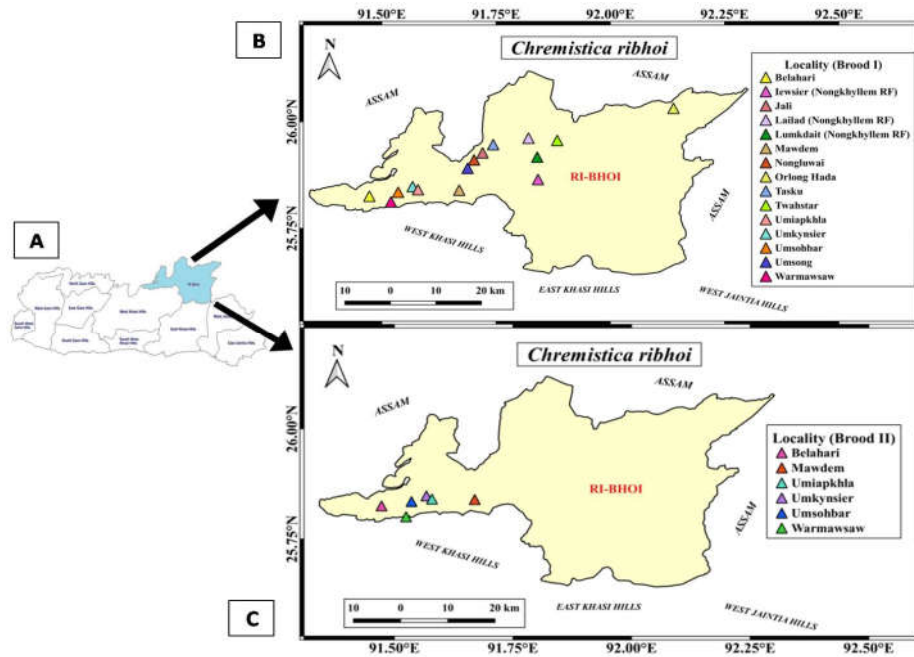 91.50°E 91.75°E 92.00°E 92.25°E 92.50°E
B
N
Chremistica ribhoi
ASSAM
ASSAM
26.00°N
25.75°N
RI-BHOI
ASSAM
WEST KHASI HILLS
EAST KHASI HILLS
WEST JAINTIA HILLS
10 0 10 20 km
Locality (Brood I)
Belahari
Iewsier (Nongkhyllem RF)
Jali
Lailad (Nongkhyllem RF)
Lumkdait (Nongkhyllem RF)
Mawdem
Nongluwai
Orlong Hada
Tasku
Twahstar
Umiapkhla
Umkynsier
Umsohbar
Umsong
Warmawsaw
A
C
N
Chremistica ribhoi
ASSAM
ASSAM
26.00°N
25.75°N
RI-BHOI
ASSAM
WEST KHASI HILLS
EAST KHASI HILLS
WEST JAINTIA HILLS
10 0 10 20 km
Locality (Brood II)
Belahari
Mawdem
Umiapkhla
Umkynsier
Umsohbar
Warmawsaw
91.50°E 91.75°E 92.00°E 92.25°E 92.50°E